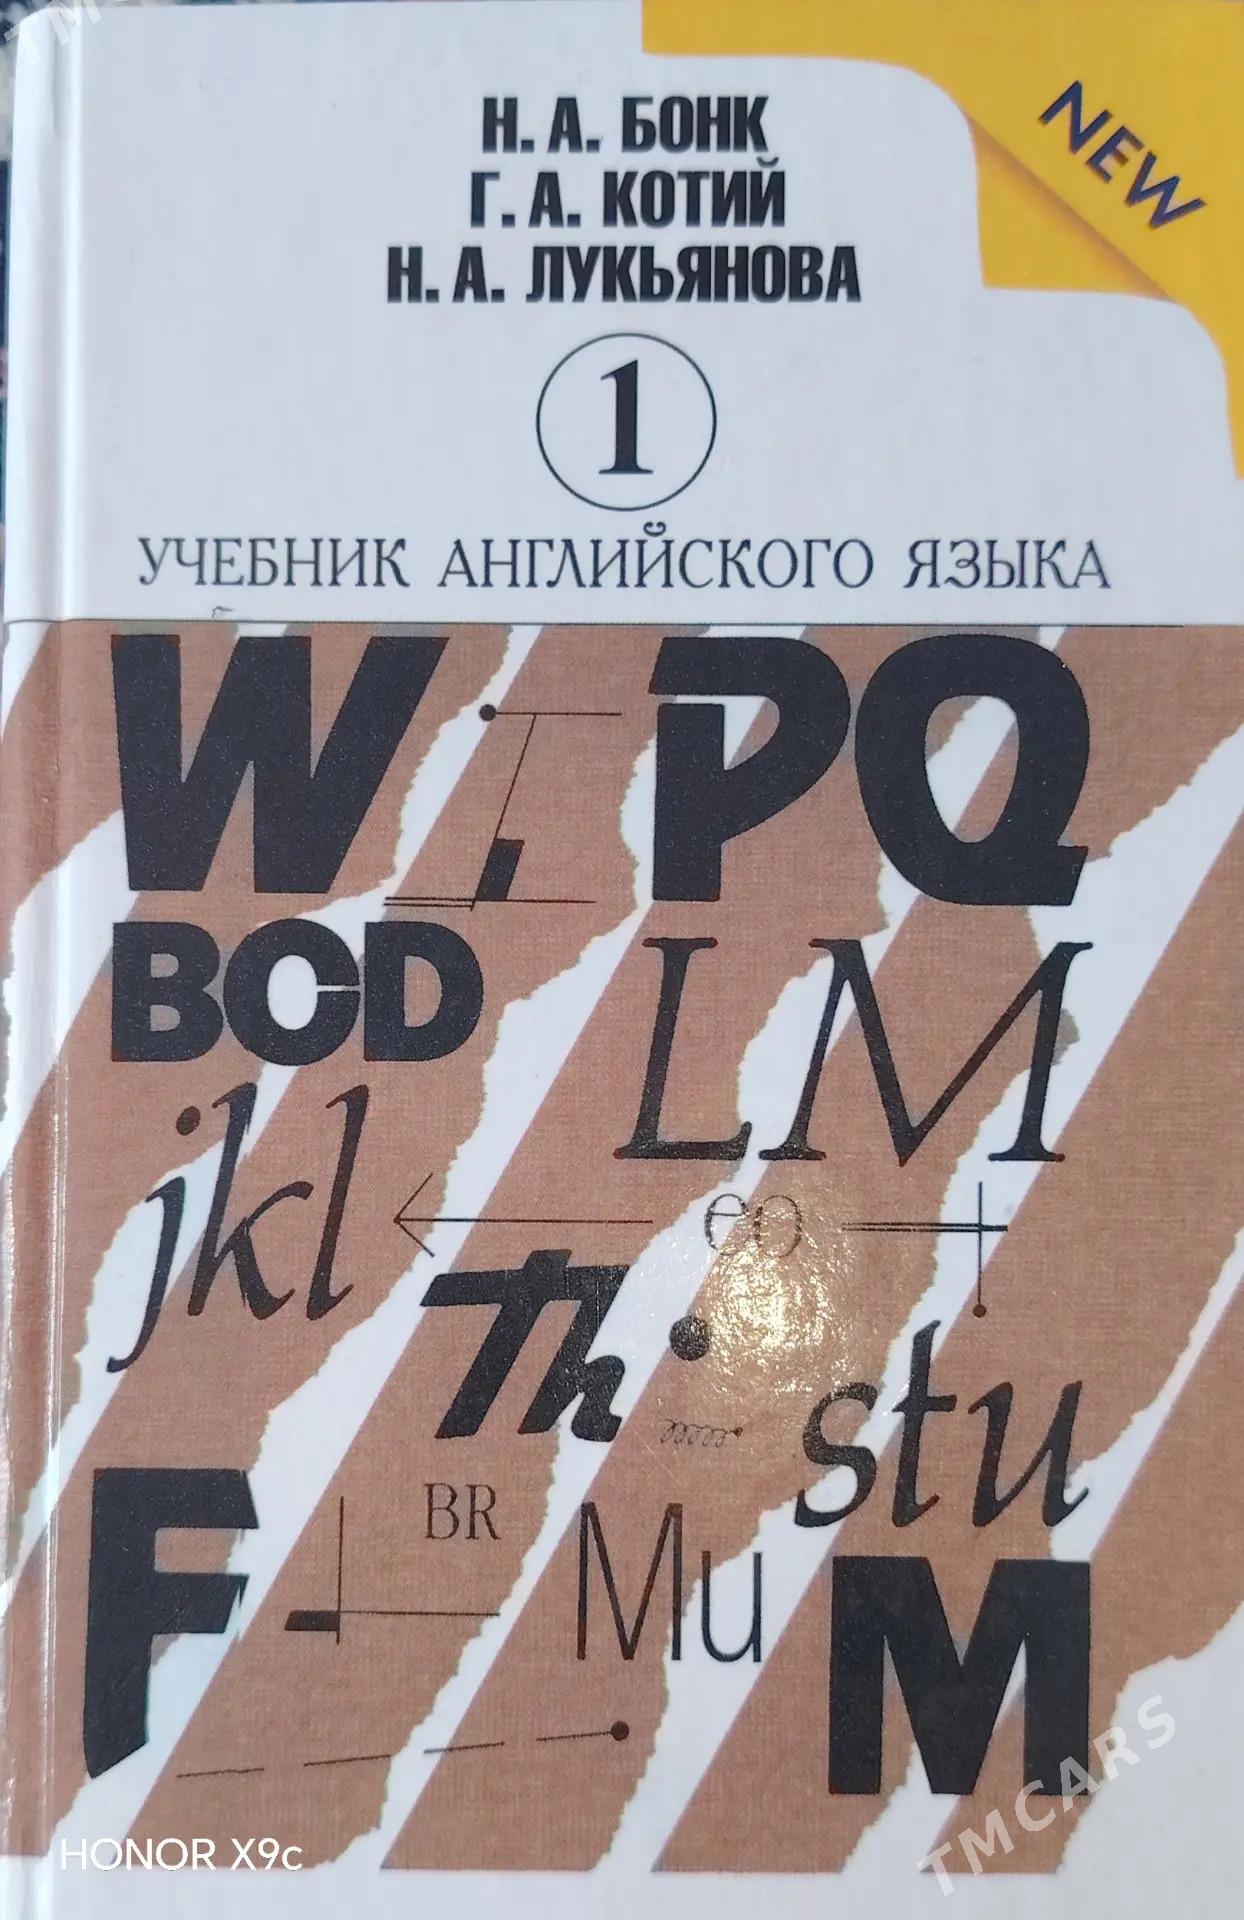 Н. А. БОНК
Г. А. КОТИЙ
Н. А. ЛУКЬЯНОВА
NEW
1
УЧЕБНИК АНГЛИЙСКОГО ЯЗЫКА
W PQ
BCD LM
jkl
eo
Th
stu
F BR Mu M
HONOR X9c
TMCARS